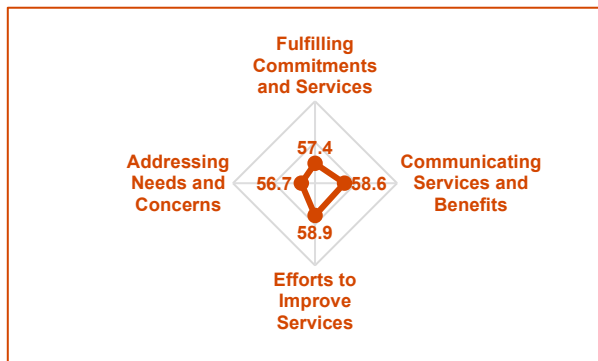 Fulfilling
Commitments
and Services
57.4
Addressing
Needs and
Concerns
56.7
58.6
Communicating
Services and
Benefits
58.9
Efforts to
Improve
Services